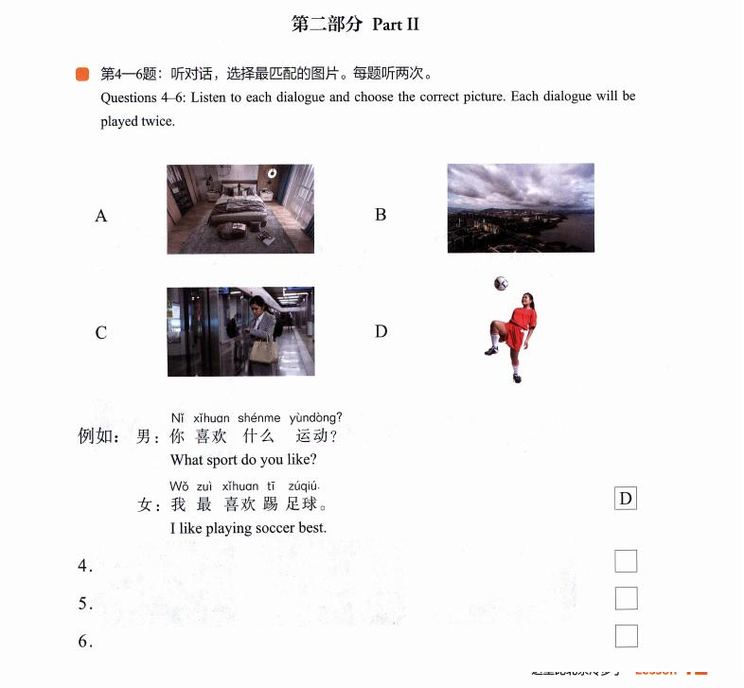 第二部分 Part II
第4—6题：听对话，选择最匹配的图片。每题听两次。
Questions 4–6: Listen to each dialogue and choose the correct picture. Each dialogue will be
played twice.
A
B
C
D
Nǐ xǐhuan shénme yùndòng?
例如：男：你 喜欢 什么 运动？
What sport do you like?
Wǒ zuì xǐhuan tī zúqiú.
女：我 最 喜欢 踢 足球。
D
I like playing soccer best.
4.
5.
6.